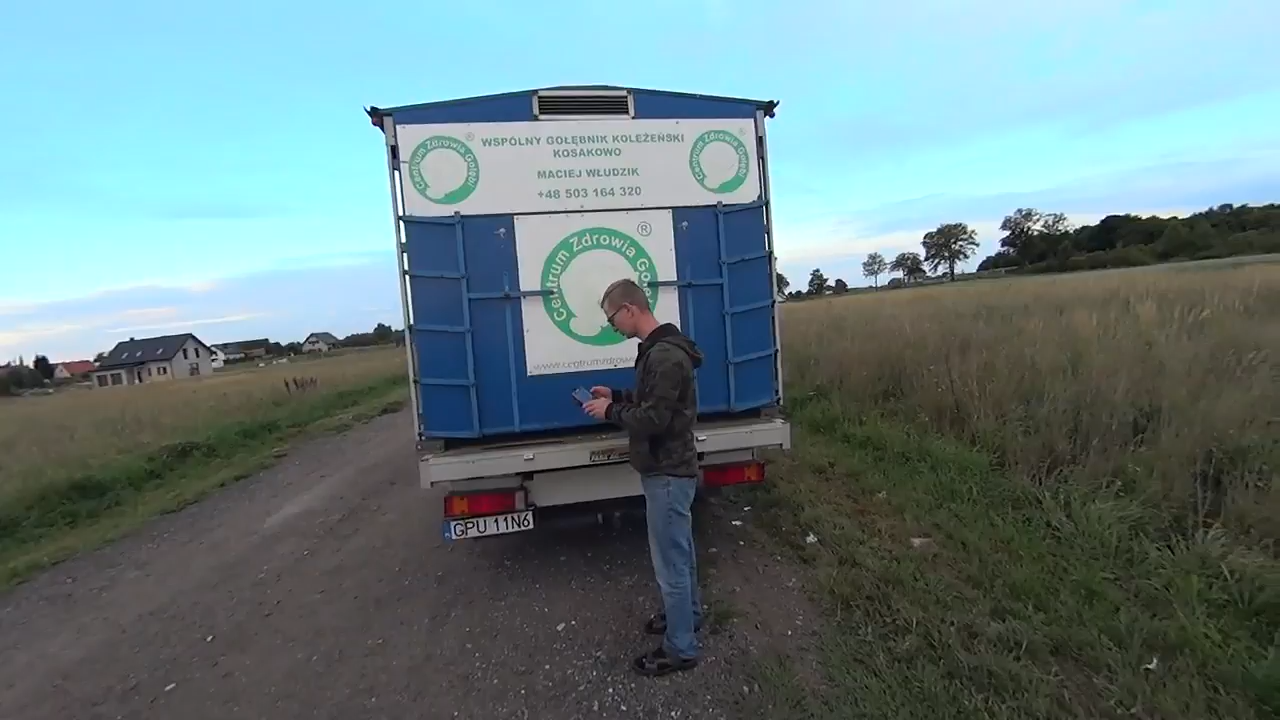 Centrum Zdrowia Gołębi ®
WSPÓLNY GOŁĘBNIK KOLEŻEŃSKI
KOSAKOWO
MACIEJ WŁUDZIK
+48 503 164 320
Centrum Zdrowia Gołębi ®
®
Centrum Zdrowia Goł
www.centrumzdrowia
GPU 11N6